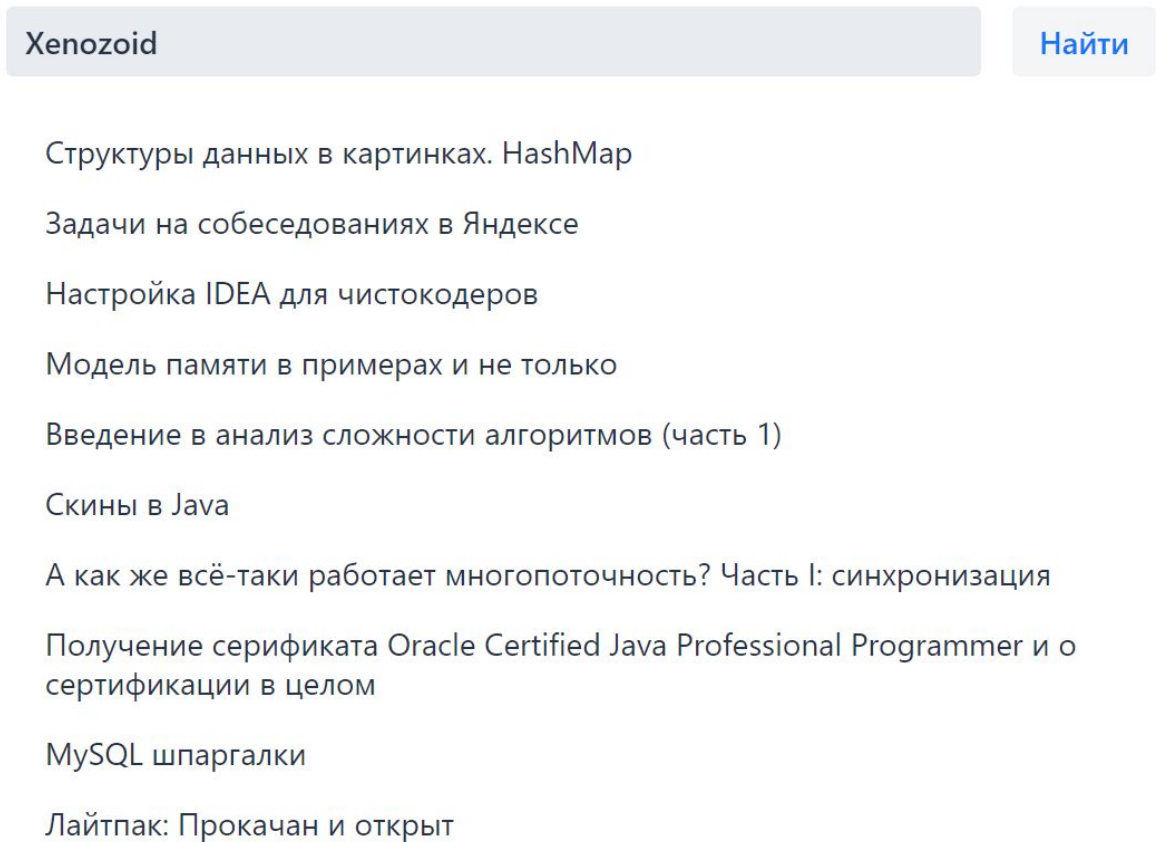 Xenozoid
Найти
Структуры данных в картинках. HashMap
Задачи на собеседованиях в Яндексе
Настройка IDEA для чистокодеров
Модель памяти в примерах и не только
Введение в анализ сложности алгоритмов (часть 1)
Скины в Java
А как же всё-таки работает многопоточность? Часть I: синхронизация
Получение серификата Oracle Certified Java Professional Programmer и о
сертификации в целом
MySQL шпаргалки
Лайтпак: Прокачан и открыт